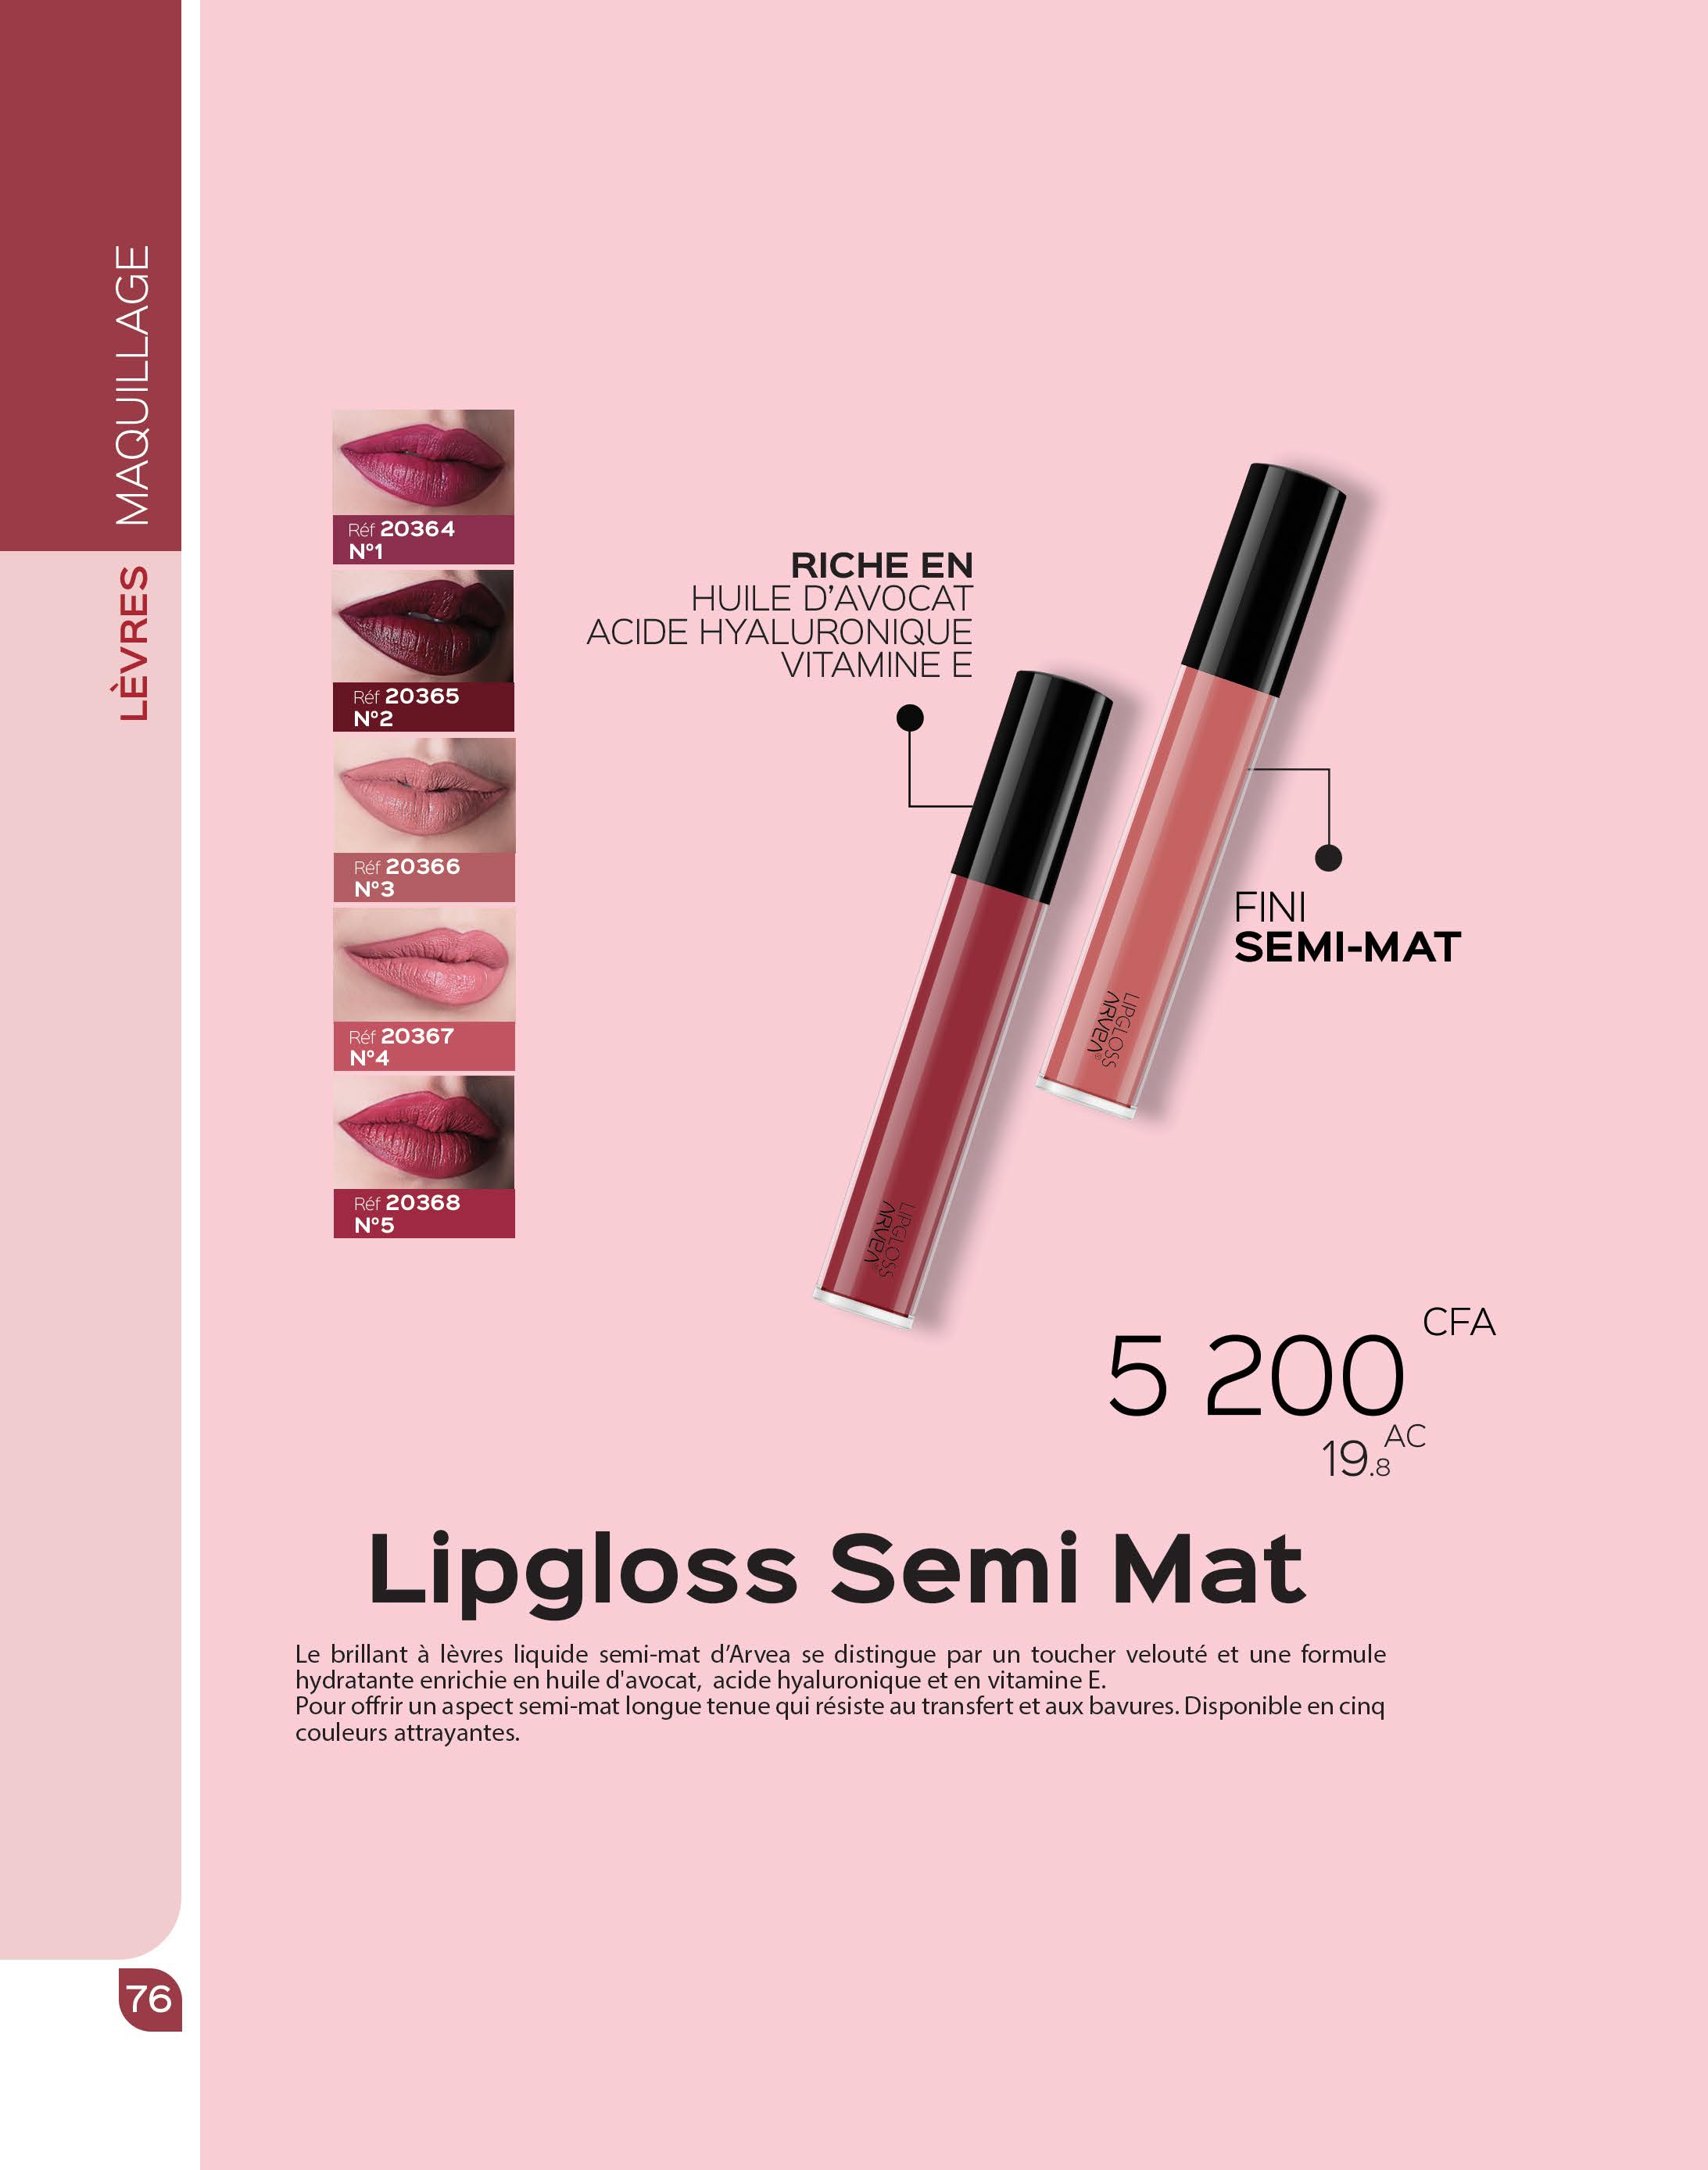 MAQUILLAGE
LÈVRES
Réf 20364
N°1
Réf 20365
N°2
Réf 20366
N°3
Réf 20367
N°4
Réf 20368
N°5
RICHE EN
HUILE D'AVOCAT
ACIDE HYALURONIQUE
VITAMINE E
FINI
SEMI-MAT
LIPGLOSS
ARVEA®
LIPGLOSS
ARVEA®
5 200 CFA
19.8 AC
Lipgloss Semi Mat
Le brillant à lèvres liquide semi-mat d'Arvea se distingue par un toucher velouté et une formule
hydratante enrichie en huile d'avocat, acide hyaluronique et en vitamine E.
Pour offrir un aspect semi-mat longue tenue qui résiste au transfert et aux bavures. Disponible en cinq
couleurs attrayantes.
76